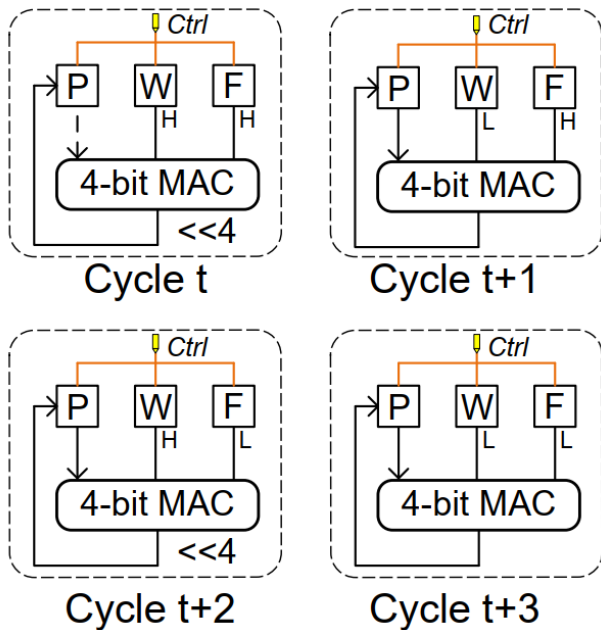 Ctrl
P W F
H H
4-bit MAC
<<4
Cycle t
Ctrl
P W F
L H
4-bit MAC
Cycle t+1
Ctrl
P W F
H L
4-bit MAC
<<4
Cycle t+2
Ctrl
P W F
L L
4-bit MAC
Cycle t+3